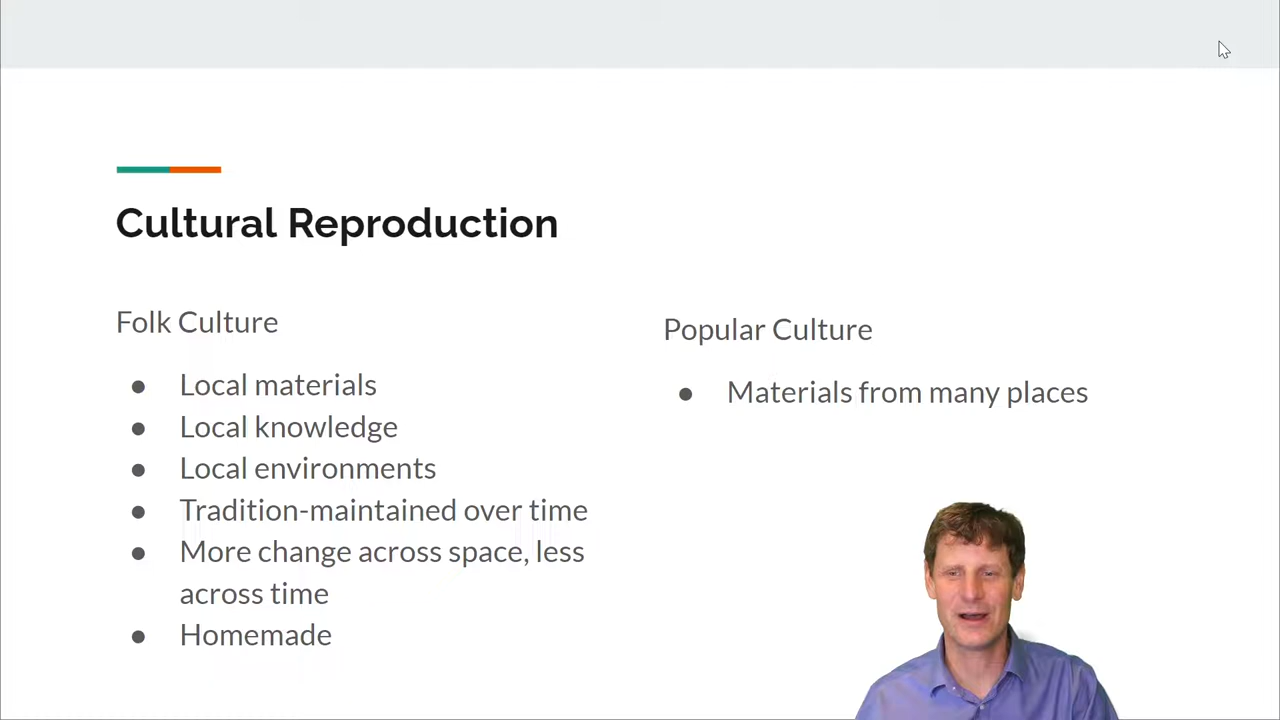 Cultural Reproduction
Folk Culture
● Local materials
● Local knowledge
● Local environments
● Tradition-maintained over time
● More change across space, less
across time
● Homemade
Popular Culture
● Materials from many places